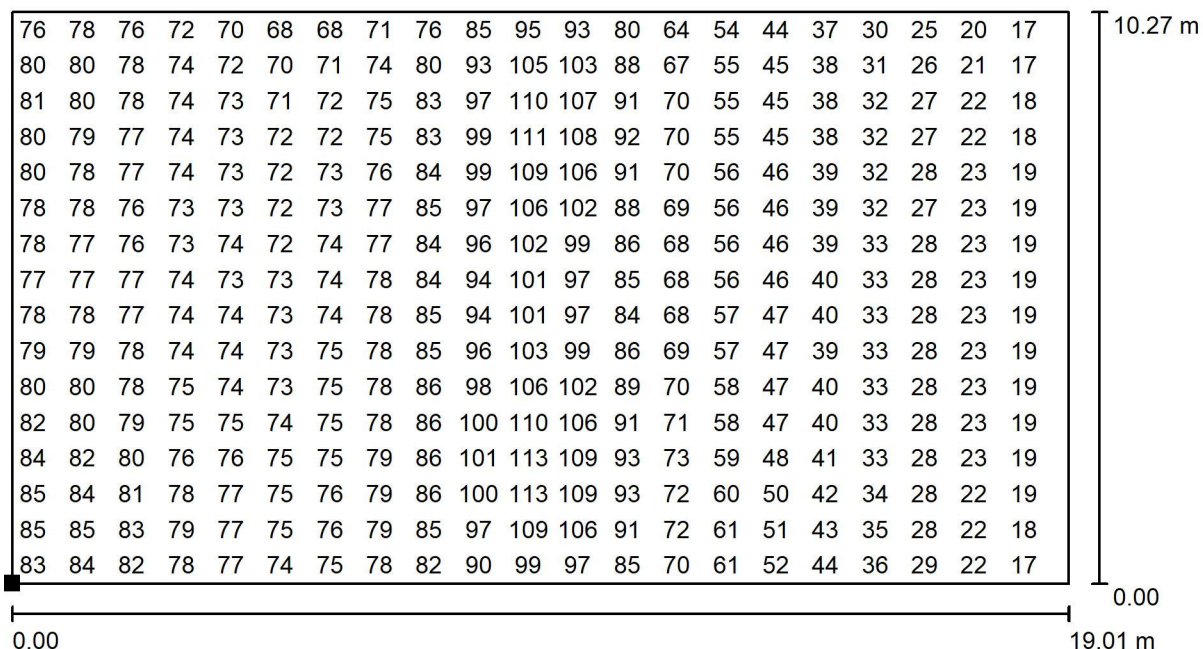 76 78 76 72 70 68 68 71 76 85 95 93 80 64 54 44 37 30 25 20 17 10.27 m
80 80 78 74 72 70 71 74 80 93 105 103 88 67 55 45 38 31 26 21 17
81 80 78 74 73 71 72 75 83 97 110 107 91 70 55 45 38 32 27 22 18
80 79 77 74 73 72 72 75 83 99 111 108 92 70 55 45 38 32 27 22 18
80 78 77 74 73 72 73 76 84 99 109 106 91 70 56 46 39 32 28 23 19
78 78 76 73 73 72 73 77 85 97 106 102 88 69 56 46 39 32 27 23 19
78 77 76 73 74 72 74 77 84 96 102 99 86 68 56 46 39 33 28 23 19
77 77 77 74 73 73 74 78 84 94 101 97 85 68 56 46 40 33 28 23 19
78 78 77 74 74 73 74 78 85 94 101 97 84 68 57 47 40 33 28 23 19
79 79 78 74 74 73 75 78 85 96 103 99 86 69 57 47 39 33 28 23 19
80 80 78 75 74 73 75 78 86 98 106 102 89 70 58 47 40 33 28 23 19
82 80 79 75 75 74 75 78 86 100 110 106 91 71 58 47 40 33 28 23 19
84 82 80 76 76 75 75 79 86 101 113 109 93 73 59 48 41 33 28 23 19
85 84 81 78 77 75 76 79 86 100 113 109 93 72 60 50 42 34 28 22 19
85 85 83 79 77 75 76 79 85 97 109 106 91 72 61 51 43 35 28 22 18
83 84 82 78 77 74 75 78 82 90 99 97 85 70 61 52 44 36 29 22 17
0.00
0.00 19.01 m